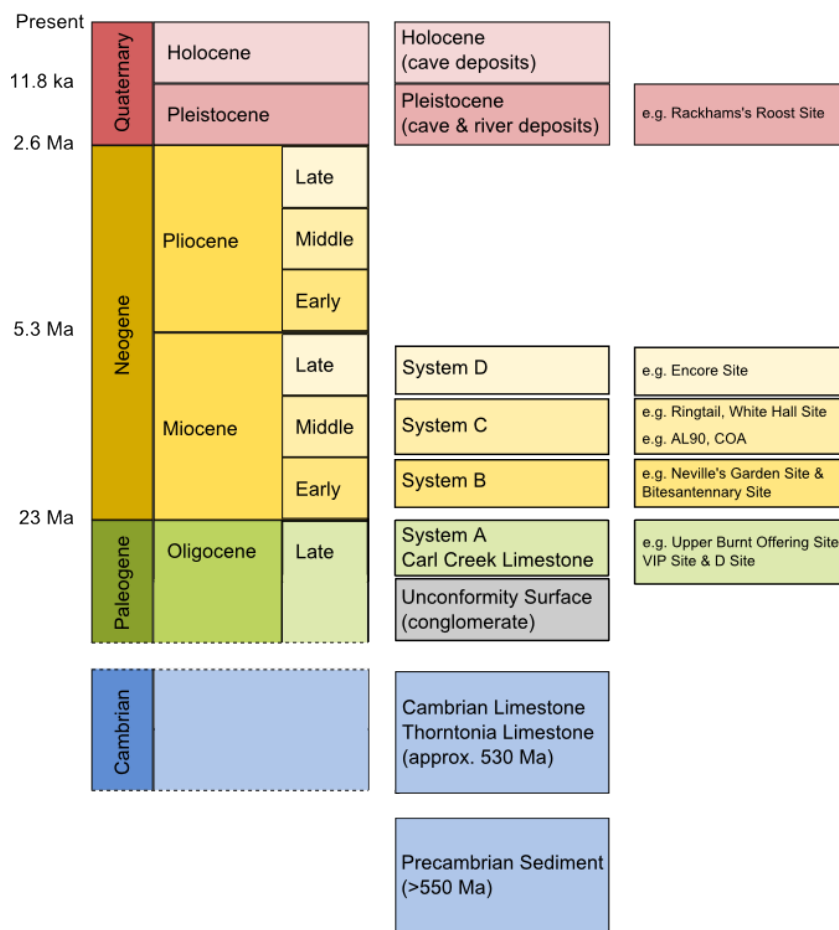 Present
11.8 ka
2.6 Ma
5.3 Ma
23 Ma
Quaternary
Holocene
Pleistocene
Neogene
Pliocene
Late
Middle
Early
Miocene
Late
Middle
Early
Paleogene
Oligocene
Late
Cambrian
Holocene
(cave deposits)
Pleistocene
(cave & river deposits)
System D
System C
System B
System A
Carl Creek Limestone
Unconformity Surface
(conglomerate)
Cambrian Limestone
Thorntonia Limestone
(approx. 530 Ma)
Precambrian Sediment
(>550 Ma)
e.g. Rackhams's Roost Site
e.g. Encore Site
e.g. Ringtail, White Hall Site
e.g. AL90, COA
e.g. Neville's Garden Site &
Bitesantennary Site
e.g. Upper Burnt Offering Site
VIP Site & D Site